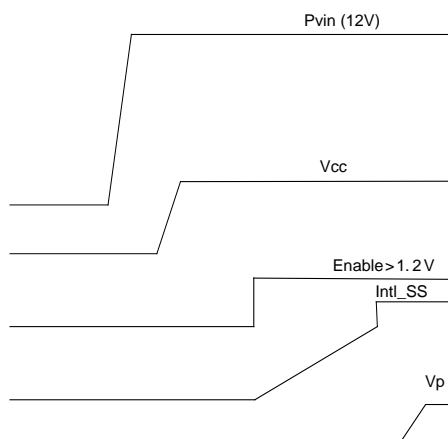 Pvin (12V)
Vcc
Enable>1.2V
Intl_SS
Vp